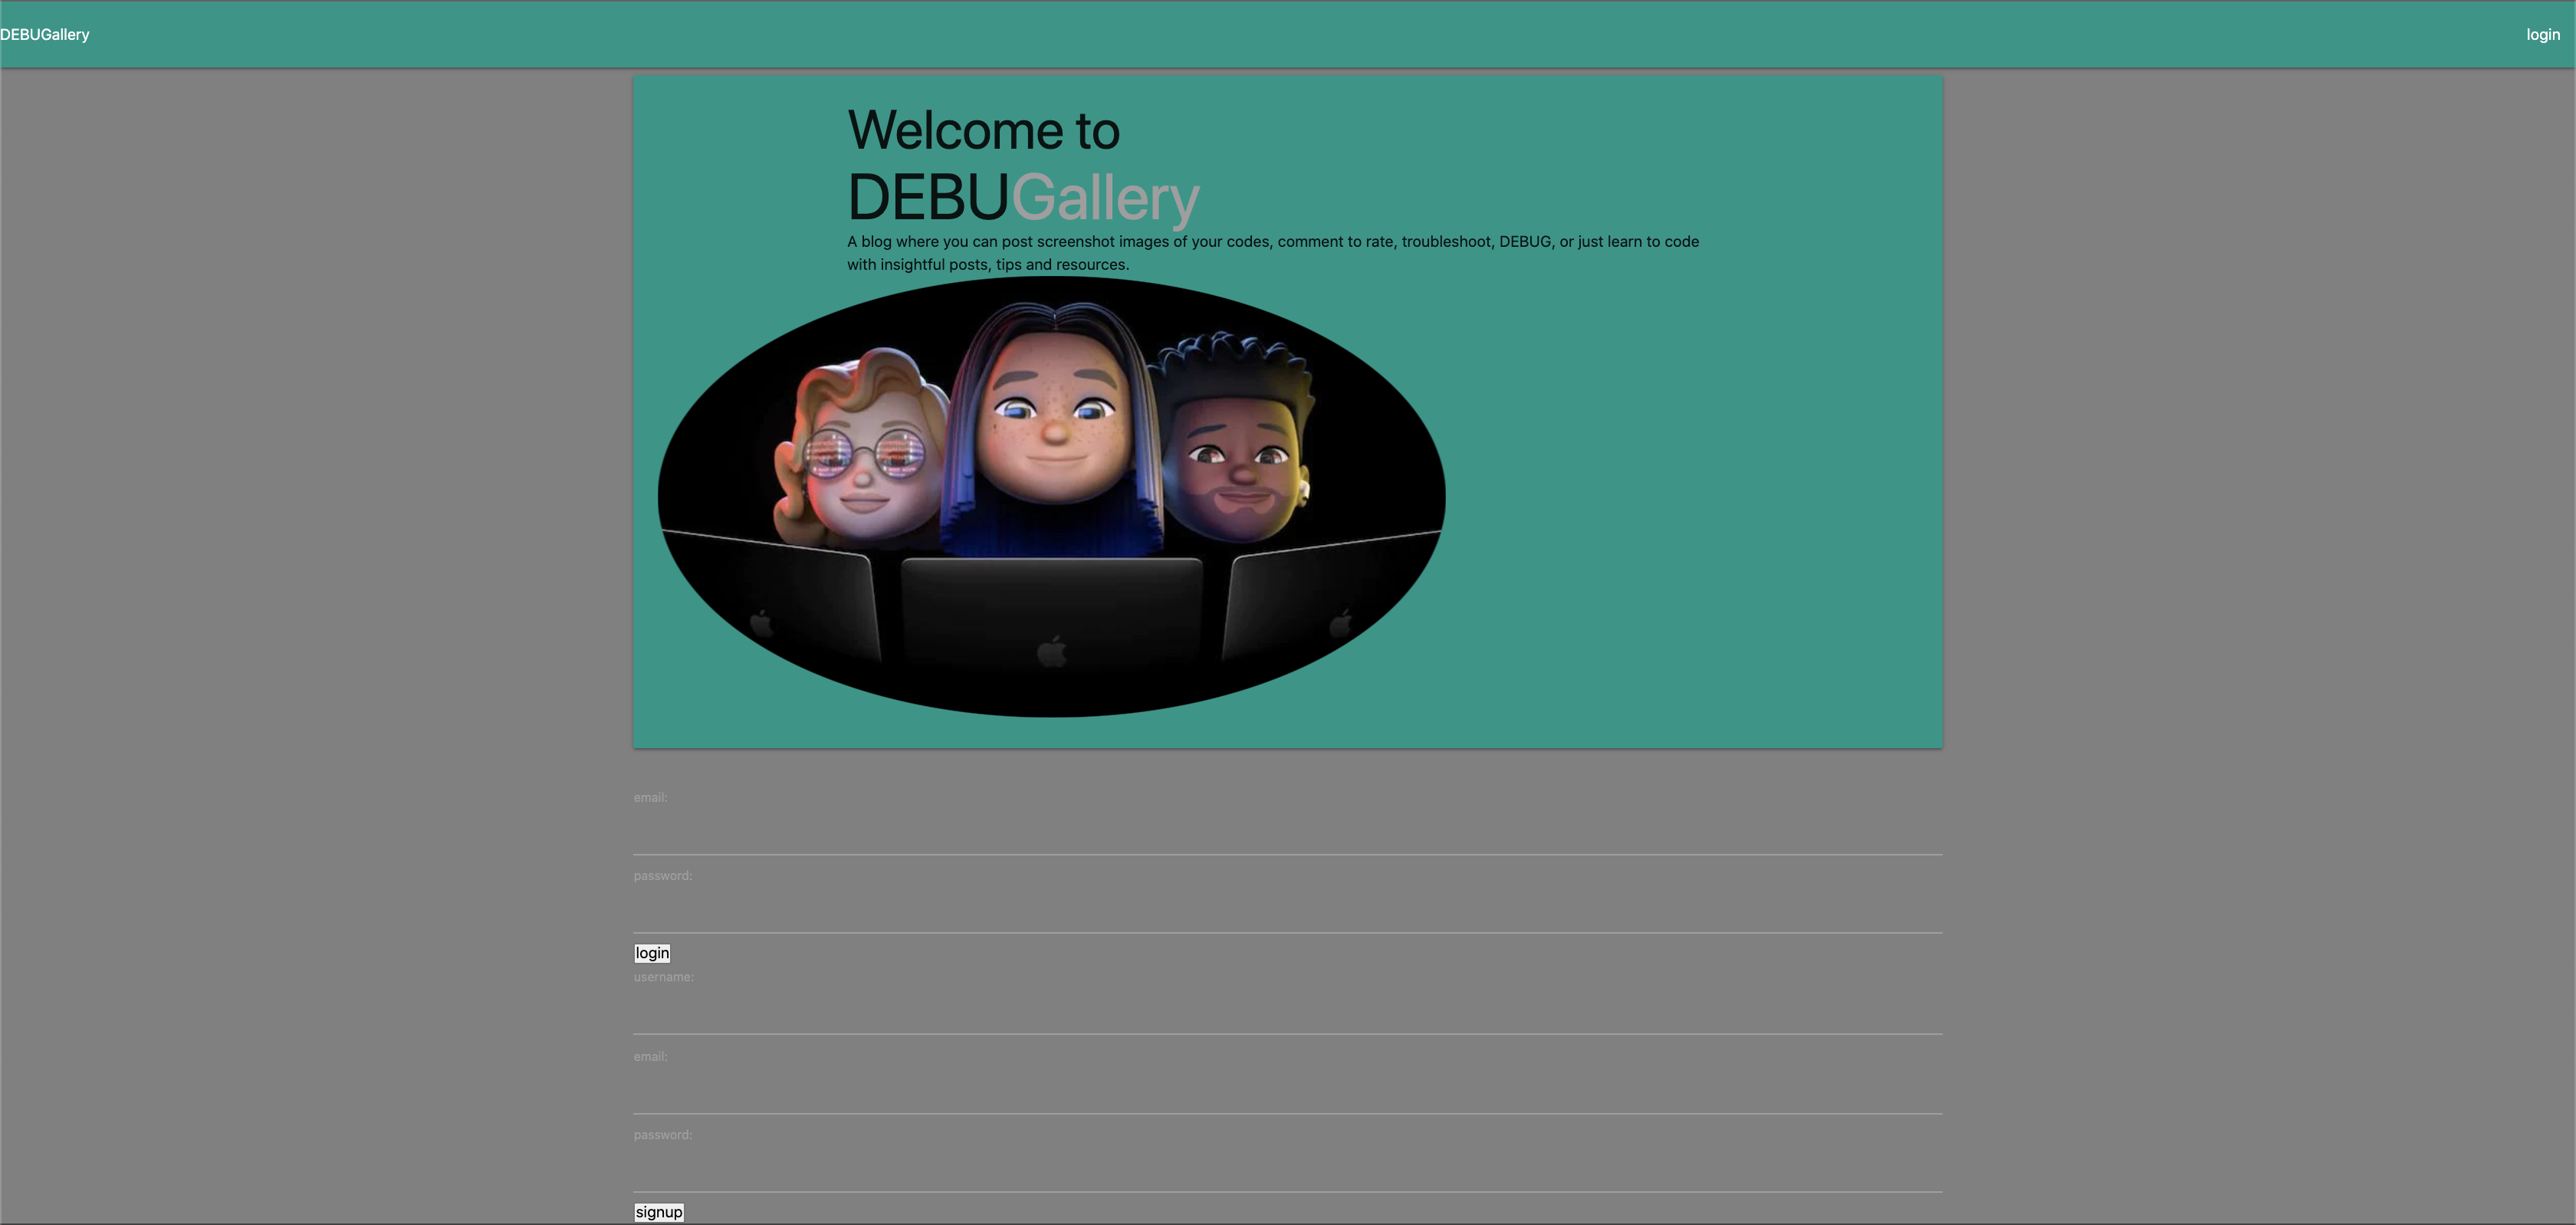 DEBUGallery
login
Welcome to
DEBUGallery
A blog where you can post screenshot images of your codes, comment to rate, troubleshoot, DEBUG, or just learn to code
with insightful posts, tips and resources.
email:
password:
login
username:
email:
password:
signup